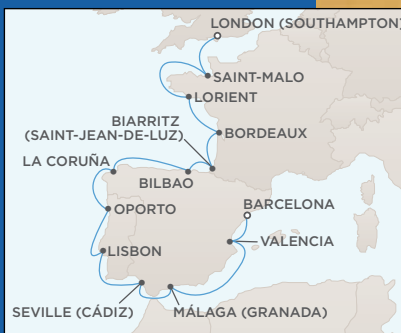 LONDON (SOUTHAMPTON)
SAINT-MALO
LORIENT
BIARRITZ
(SAINT-JEAN-DE-LUZ)
BORDEAUX
LA CORUÑA
BILBAO
OPORTO
BARCELONA
VALENCIA
LISBON
SEVILLE (CÁDIZ)
MÁLAGA (GRANADA)